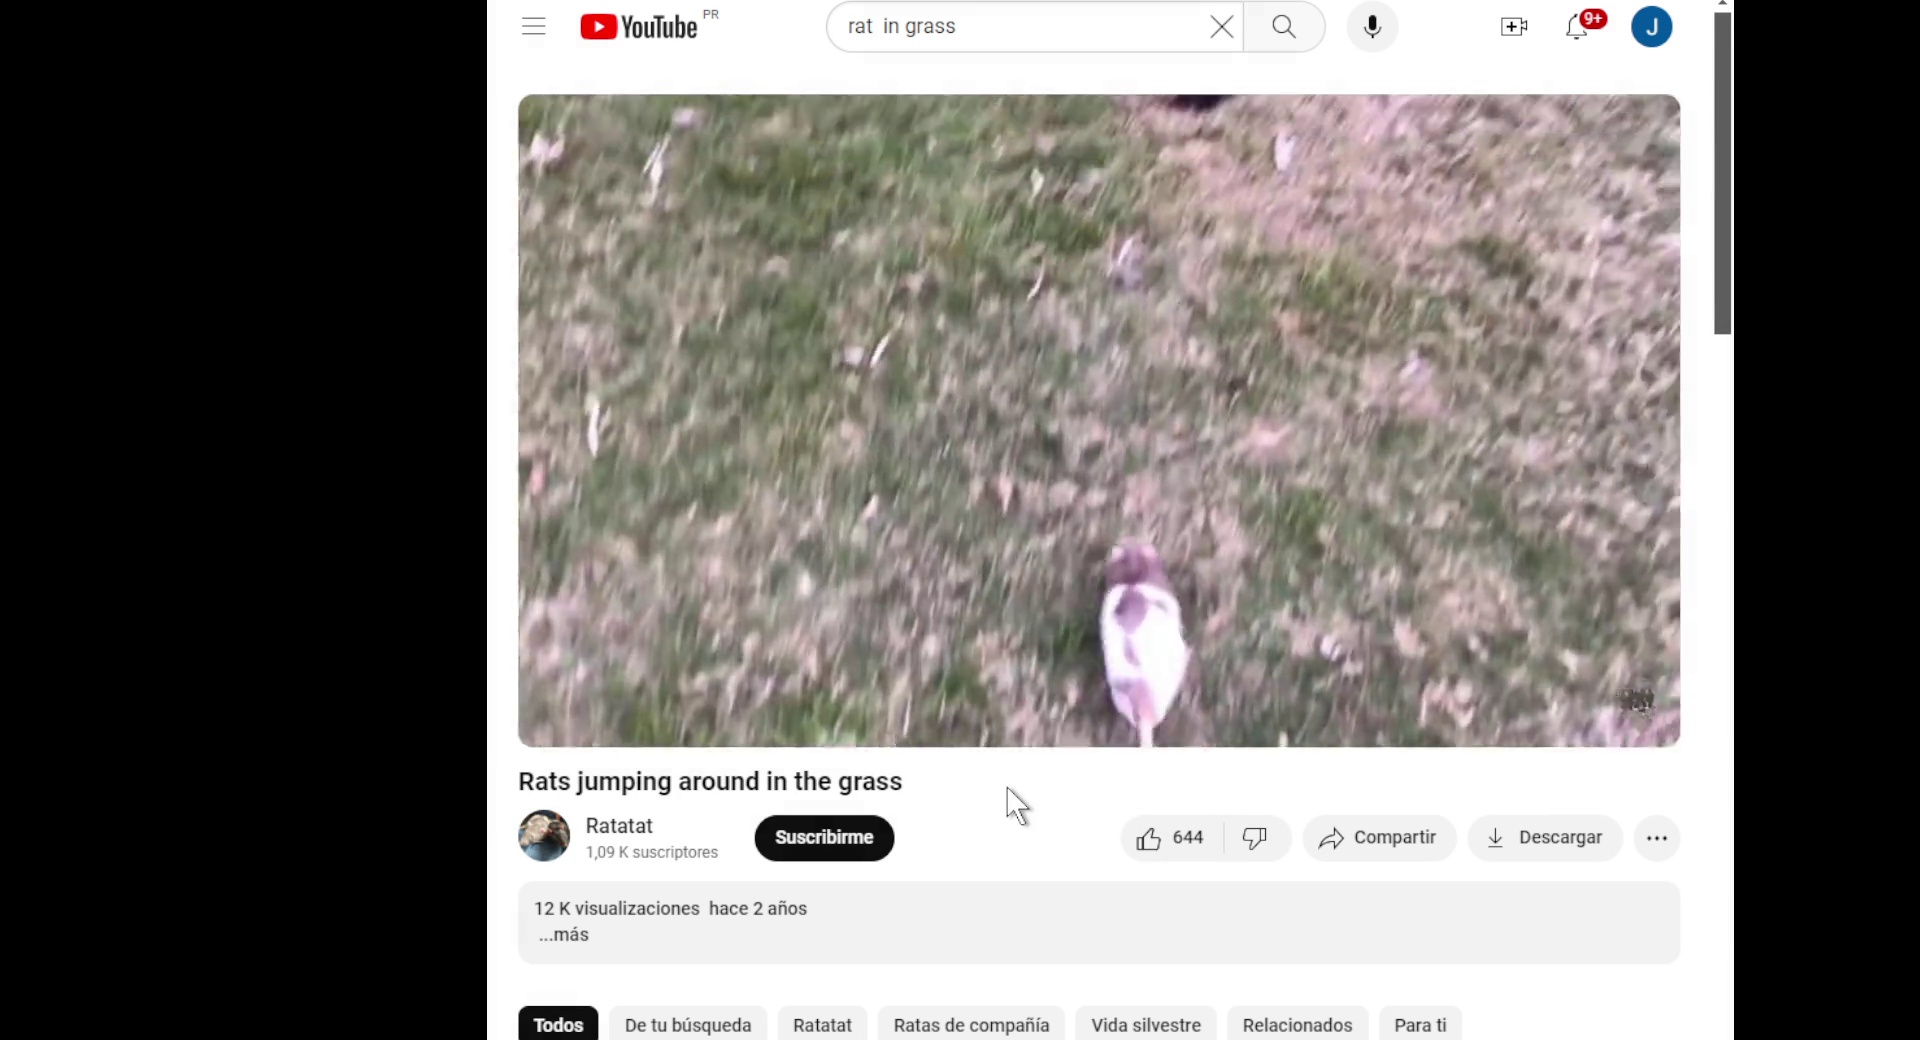 YouTube PR
rat in grass
9+
J
Rats jumping around in the grass
Ratatat
1,09 K suscriptores
Suscribirme
644
Compartir
Descargar
12 K visualizaciones hace 2 años
...más
Todos De tu búsqueda Ratatat Ratas de compañía Vida silvestre Relacionados Para ti